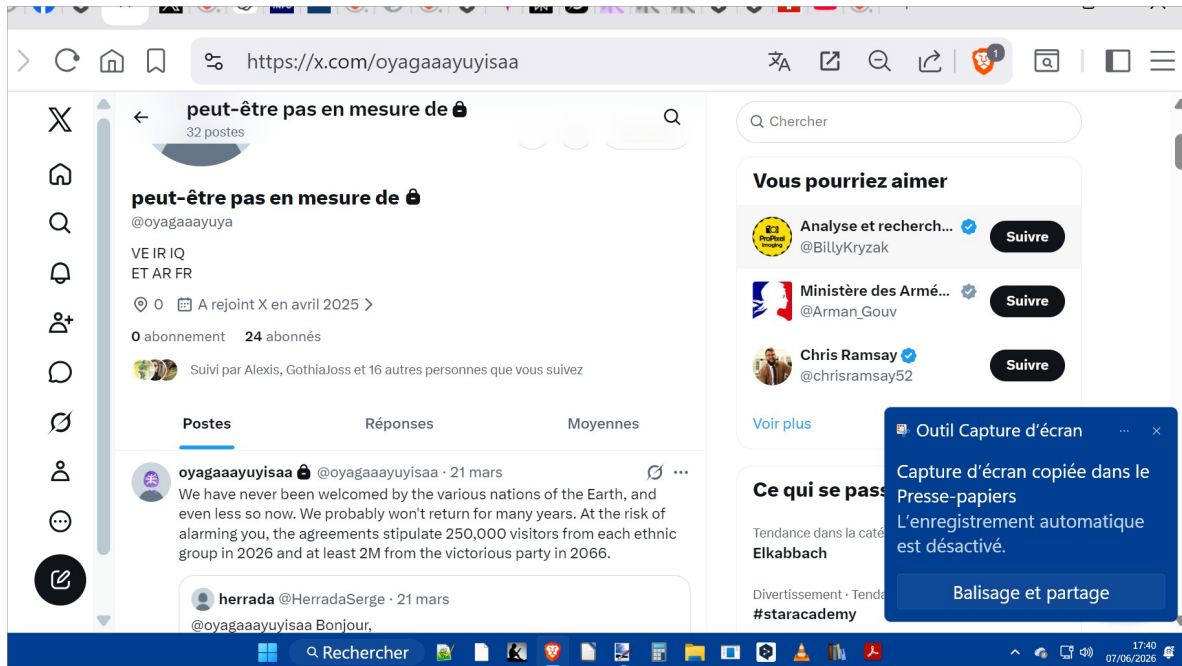 https://x.com/oyagaaayuyisaa
1
peut-être pas en mesure de
32 postes
peut-être pas en mesure de
@oyagaaayuya
VE IR IQ
ET AR FR
0 A rejoint X en avril 2025
0 abonnement 24 abonnés
Suivi par Alexis, GothiaJoss et 16 autres personnes que vous suivez
Postes Réponses Moyennes
oyagaaayuyisaa @oyagaaayuyisaa · 21 mars
We have never been welcomed by the various nations of the Earth, and
even less so now. We probably won't return for many years. At the risk of
alarming you, the agreements stipulate 250,000 visitors from each ethnic
group in 2026 and at least 2M from the victorious party in 2066.
herrada @HerradaSerge · 21 mars
@oyagaaayuyisaa Bonjour,
Chercher
Vous pourriez aimer
ProPixel
Imaging
Analyse et recherch...
@BillyKryzak
Suivre
Ministère des Armé...
@Arman_Gouv
Suivre
Chris Ramsay
@chrisramsay52
Suivre
Voir plus
Ce qui se pass
Tendance dans la caté
Elkabbach
Divertissement · Tenda
#staracademy
Outil Capture d'écran
Capture d'écran copiée dans le
Presse-papiers
L'enregistrement automatique
est désactivé.
Balisage et partage
Rechercher
17:40
07/06/2026